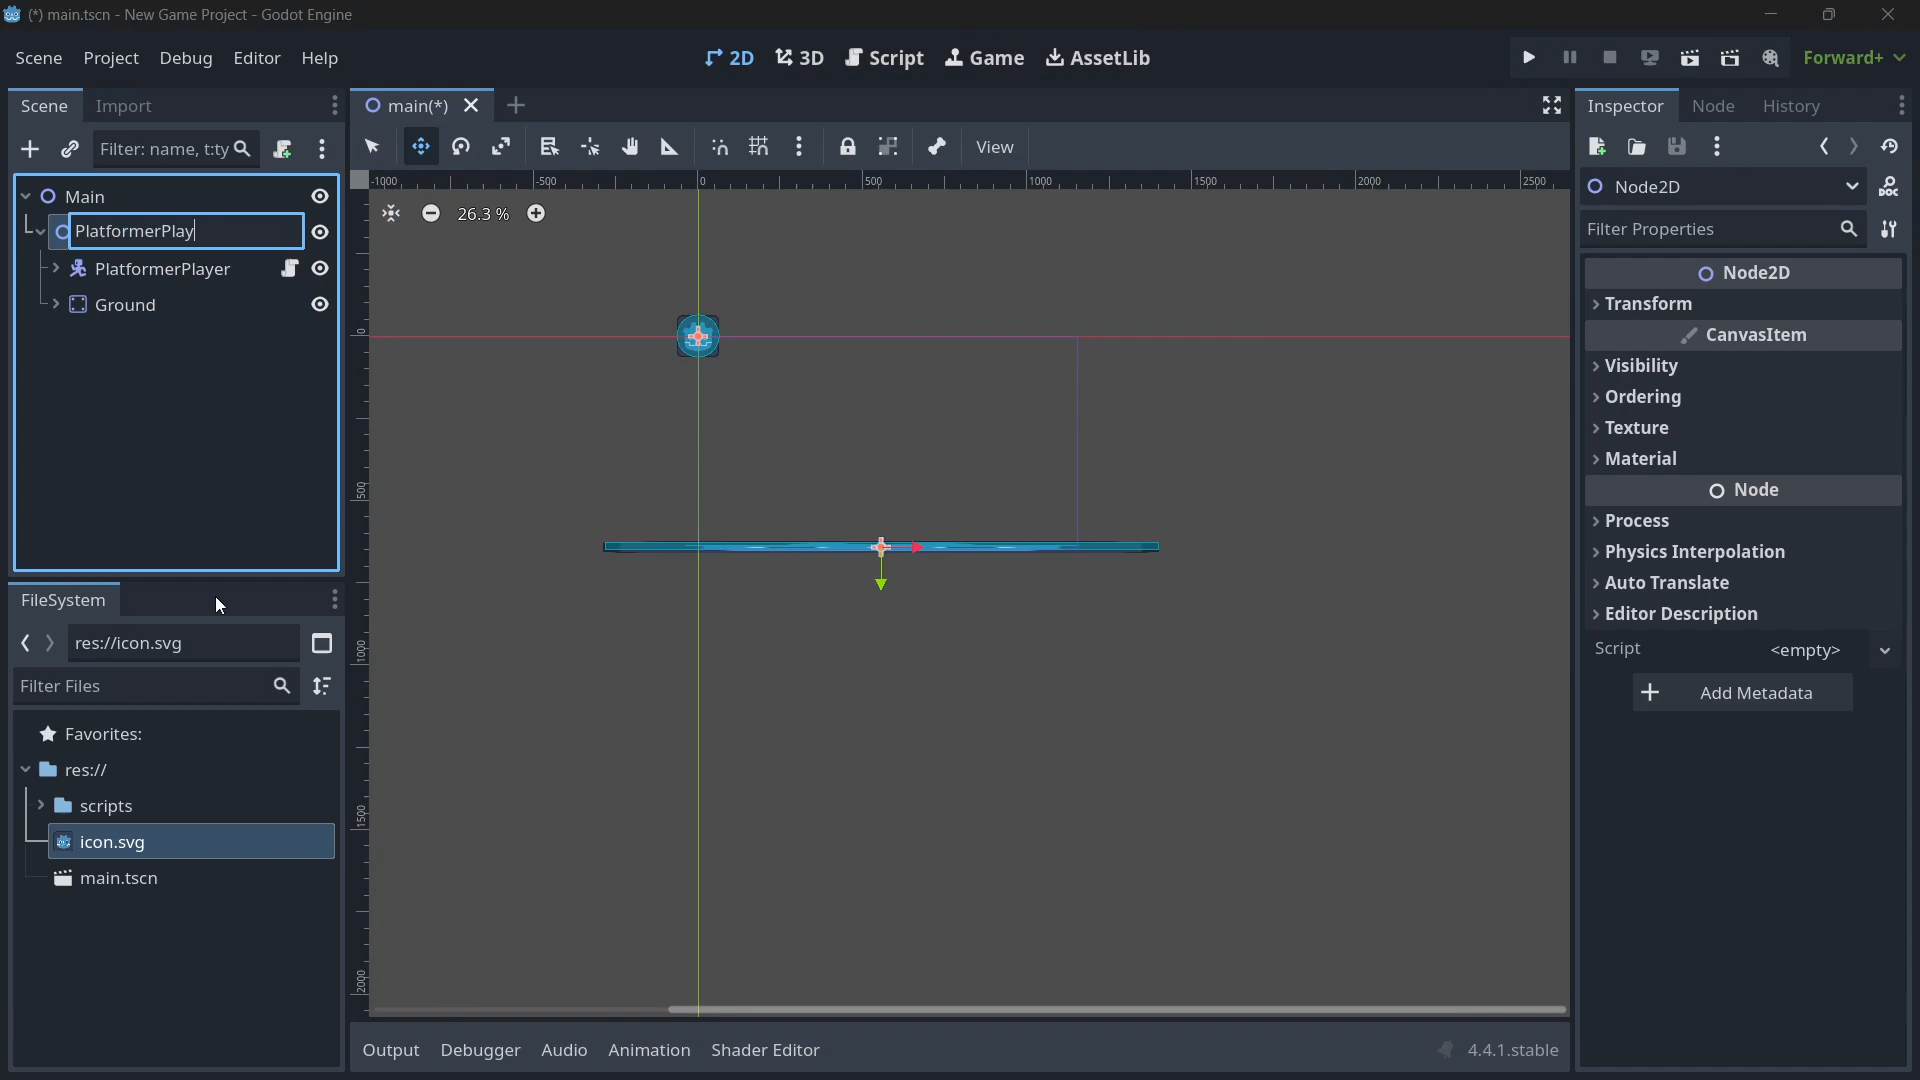 (*) main.tscn - New Game Project - Godot Engine
Scene Project Debug Editor Help
2D 3D Script Game AssetLib
Forward+
Scene Import
main(*)
Inspector Node History
Filter: name, t:ty
View
Main
PlatformerPlay
PlatformerPlayer
Ground
-1000 -500 0 500 1000 1500 2000 2500
26.3 %
0
500
1000
1500
2000
Node2D
DOC
Filter Properties
Node2D
Transform
CanvasItem
Visibility
Ordering
Texture
Material
Node
Process
Physics Interpolation
Auto Translate
Editor Description
Script <empty>
Add Metadata
FileSystem
res://icon.svg
Filter Files
Favorites:
res://
scripts
icon.svg
main.tscn
Output Debugger Audio Animation Shader Editor
4.4.1.stable